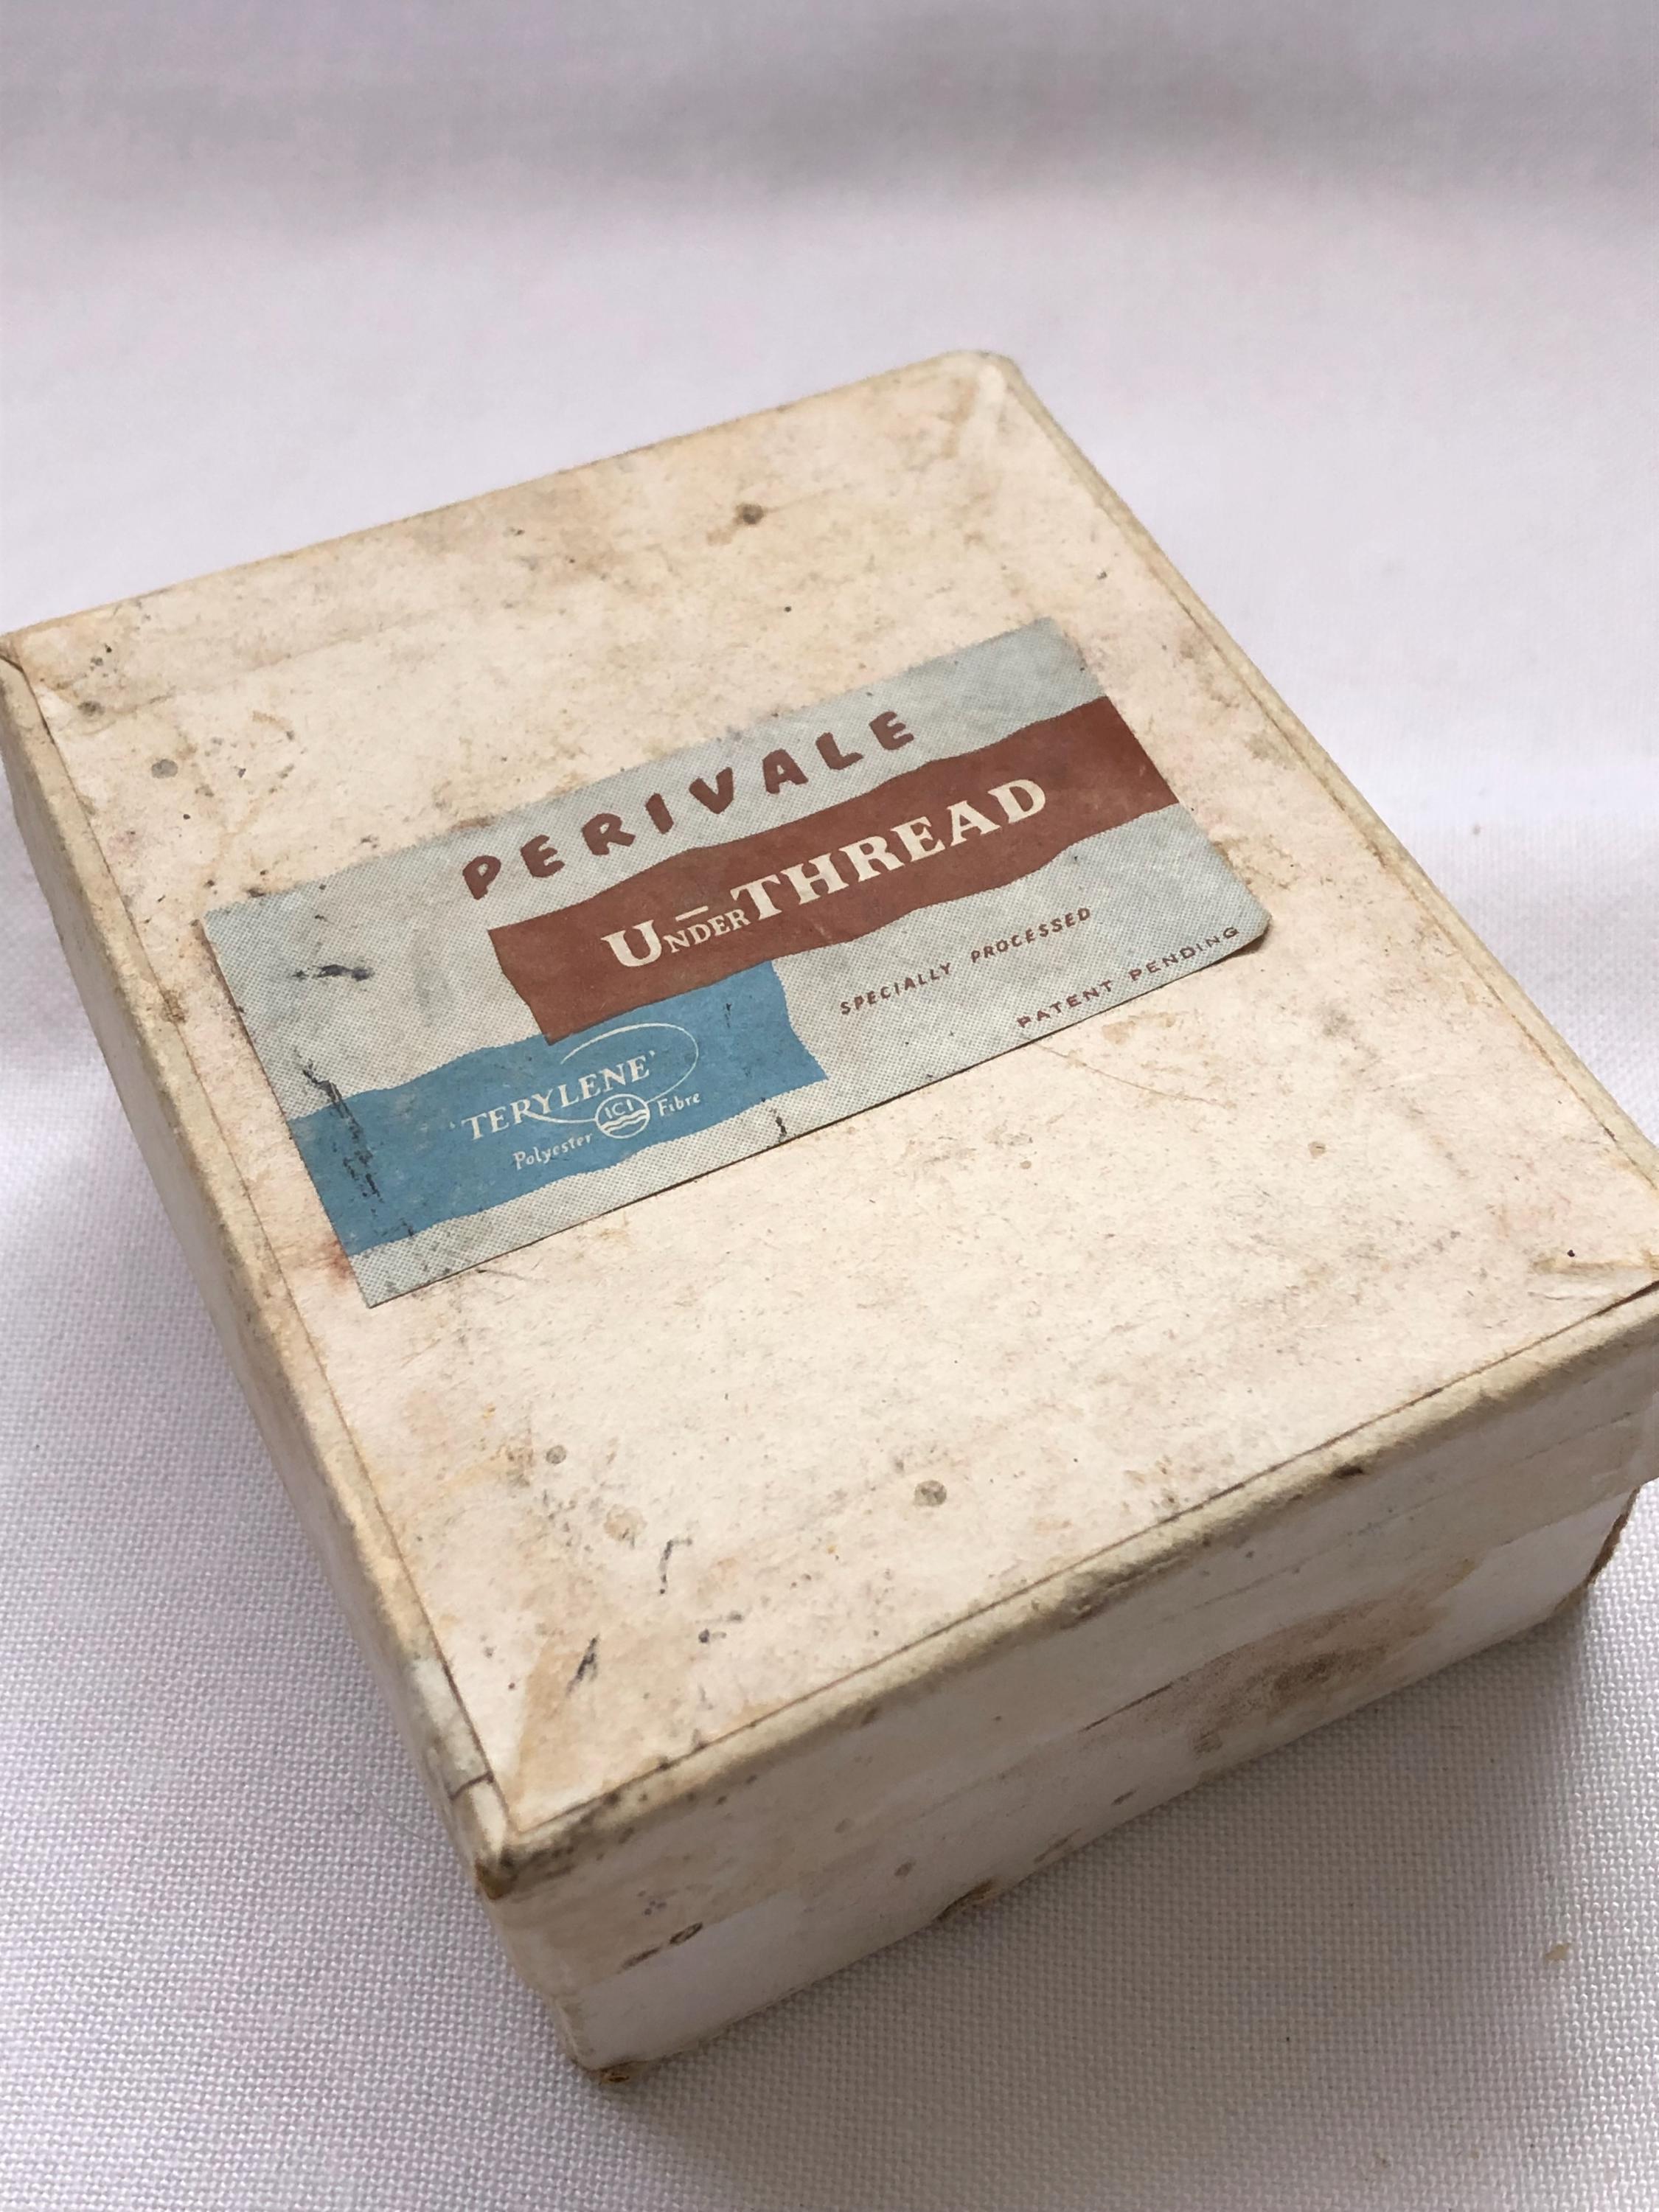 PERIVALE
UNDER-THREAD
SPECIALLY PROCESSED
PATENT PENDING
'TERYLENE'
Polyester ICI Fibre